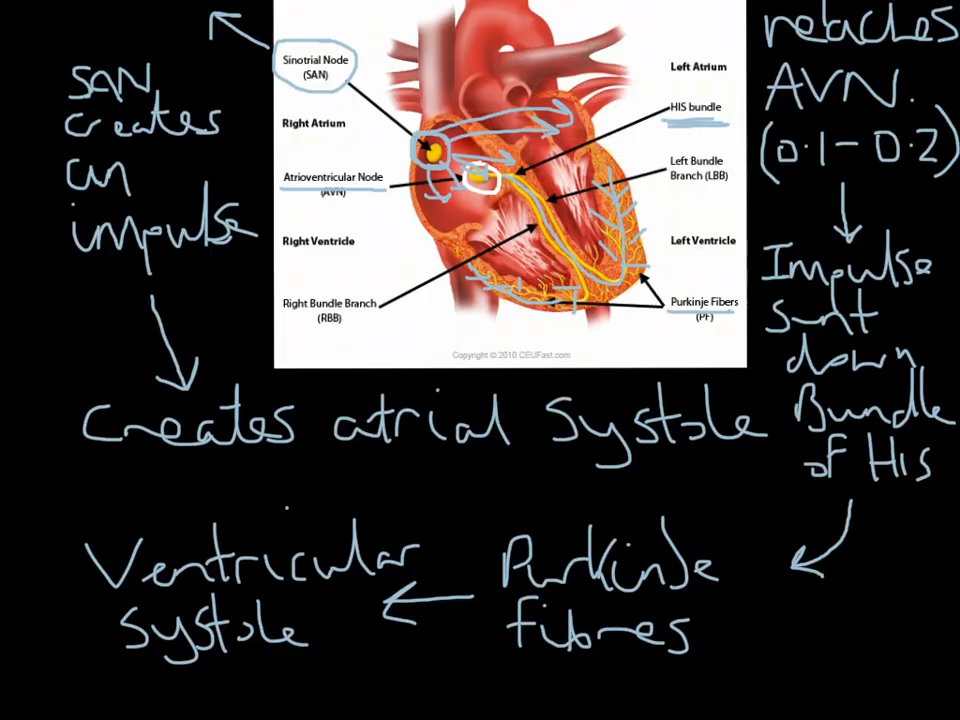 SAN
creates
an
impulse
Creates atrial Systole
reaches
AVN.
(0.1 - 0.2)
Impulse
sent
down
Bundle
of His
Purkinje
fibres
Ventricular
systole
Sinotrial Node
(SAN)
Right Atrium
Atrioventricular Node
(AVN)
Right Ventricle
Right Bundle Branch
(RBB)
Left Atrium
HIS bundle
Left Bundle
Branch (LBB)
Left Ventricle
Purkinje Fibers
(PF)
Copyright © 2010 CEUFast.com